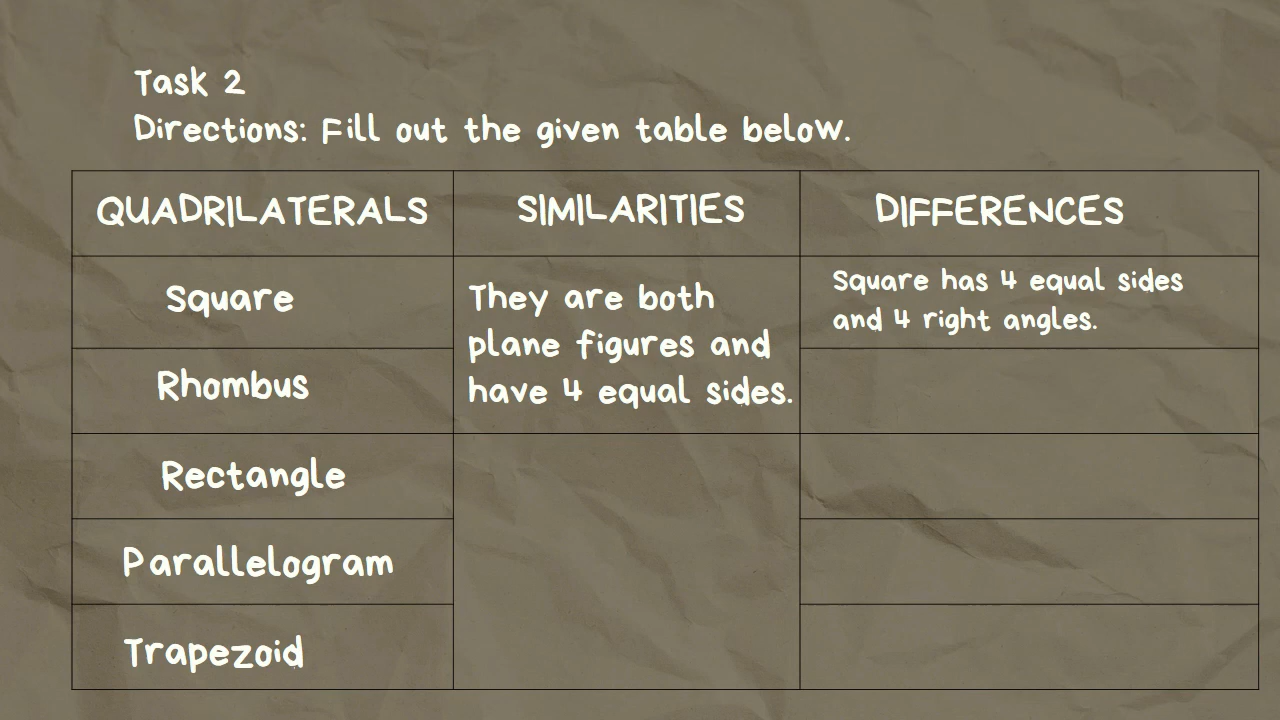 Task 2
Directions: Fill out the given table below.
QUADRILATERALS
SIMILARITIES
DIFFERENCES
Square
They are both
plane figures and
have 4 equal sides.
Square has 4 equal sides
and 4 right angles.
Rhombus
Rectangle
Parallelogram
Trapezoid